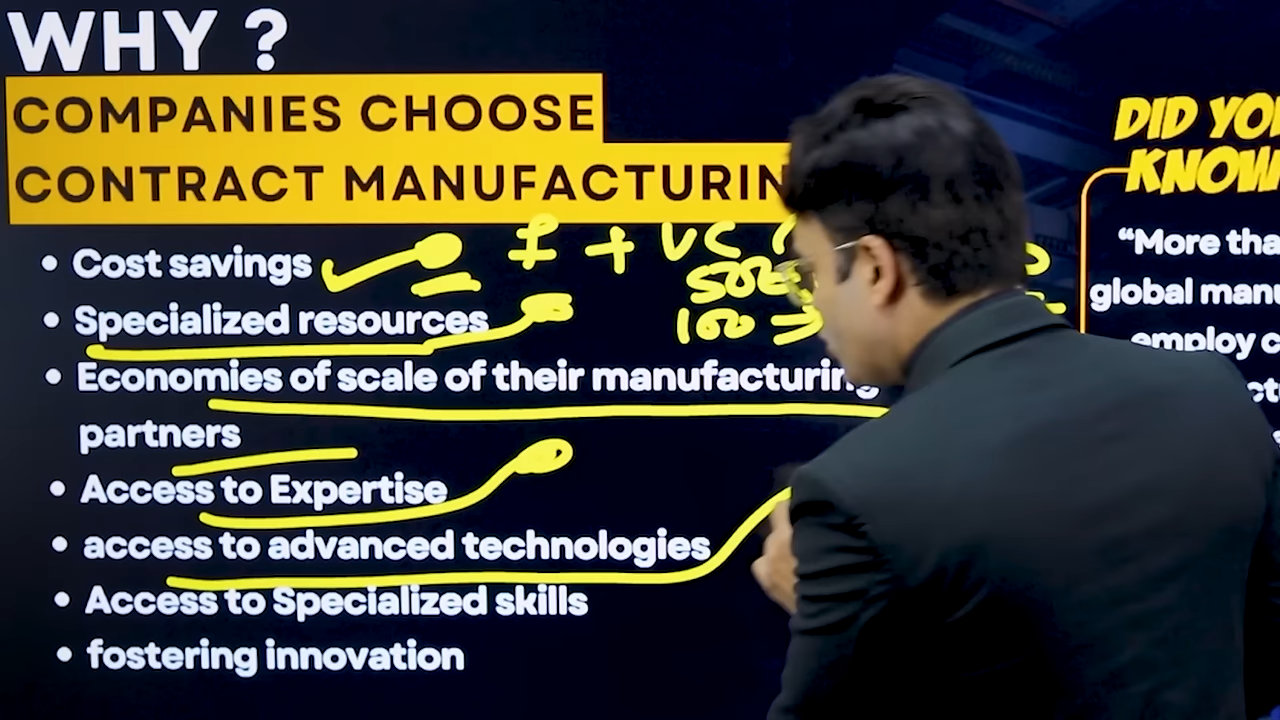 WHY ?
COMPANIES CHOOSE
CONTRACT MANUFACTURIN
• Cost savings
+ VC
• Specialized resources
100 →
• Economies of scale of their manufacturing
partners
• Access to Expertise
• access to advanced technologies
• Access to Specialized skills
• fostering innovation
DID YO
KNOW
“More tha
global manu
employ c